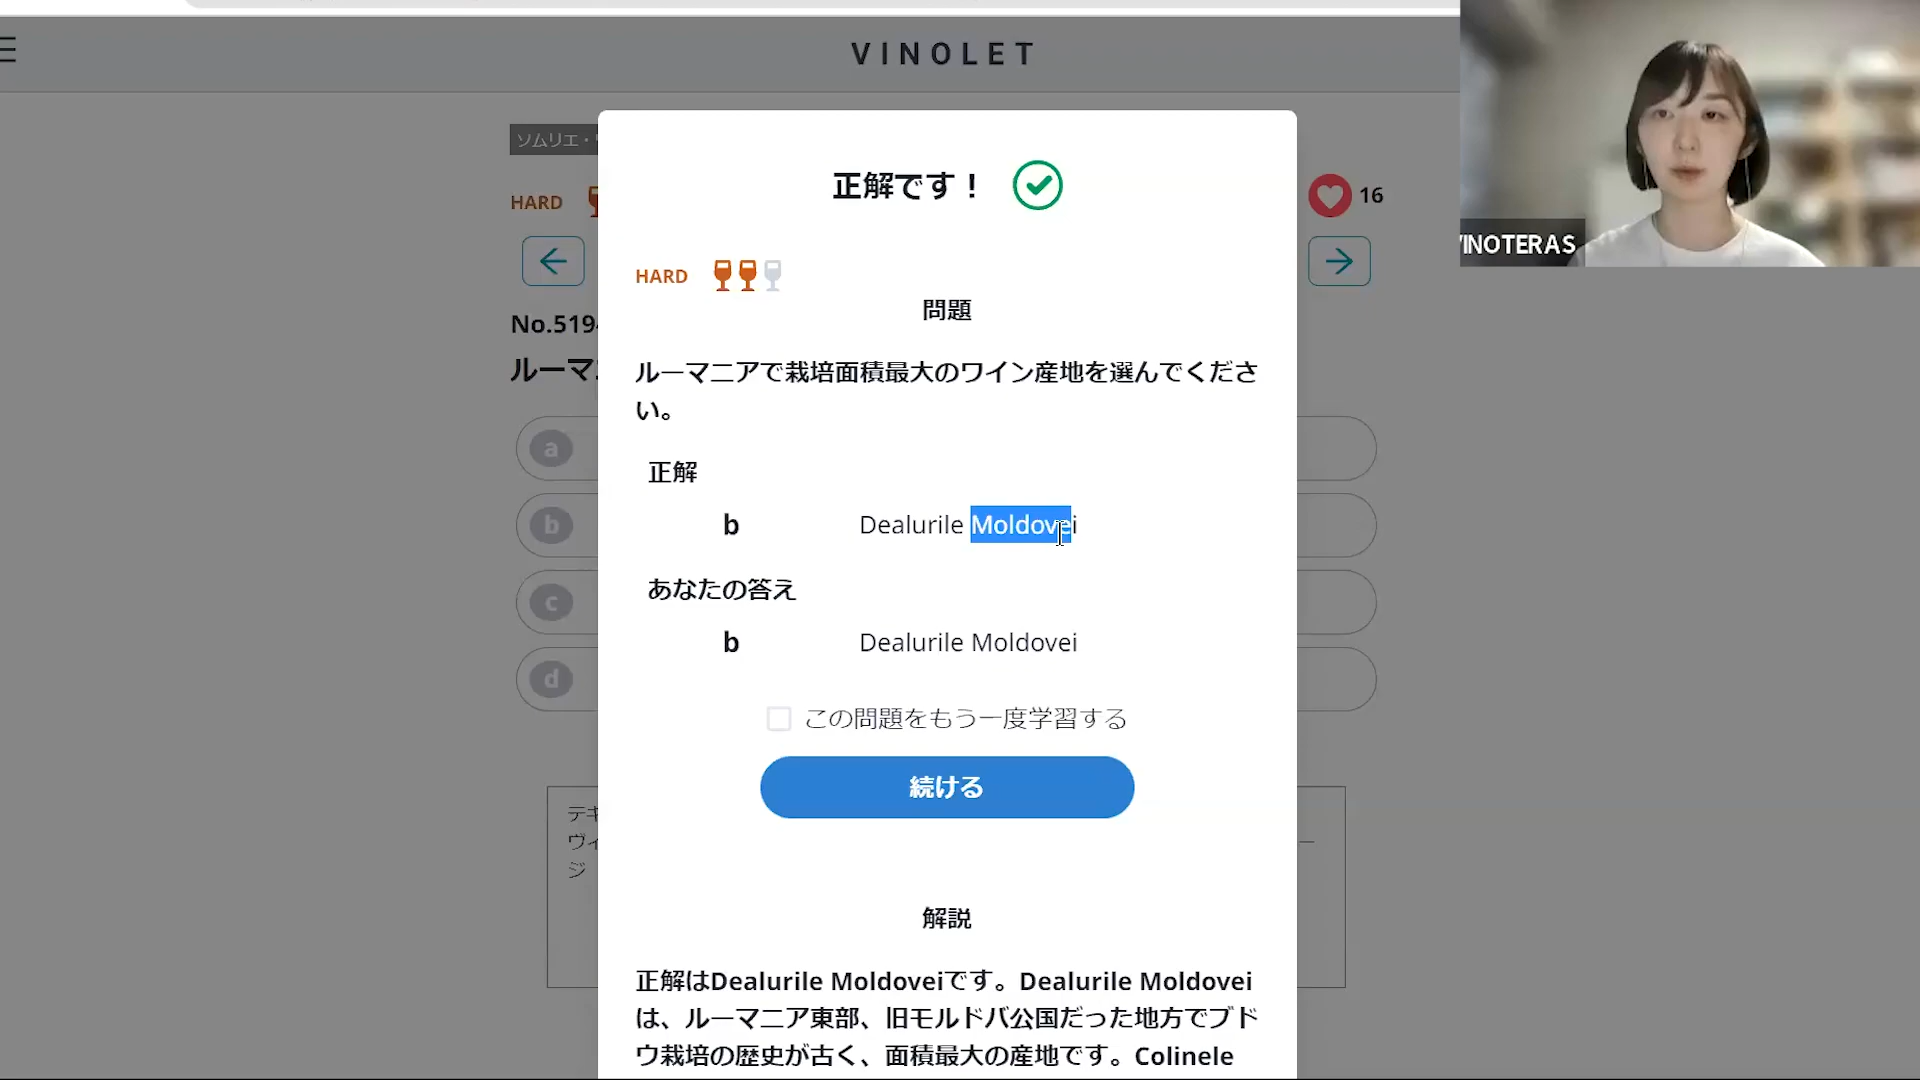 VINOLET
ソムリエ・
HARD
16
VINOTERAS
No.519
ルーマ
a
b
c
d
正解です！
HARD
問題
ルーマニアで栽培面積最大のワイン産地を選んでくださ
い。
正解
b Dealurile Moldovei
あなたの答え
b Dealurile Moldovei
この問題をもう一度学習する
続ける
テキ
ヴィ
ー
ジ
解説
正解はDealurile Moldoveiです。Dealurile Moldovei
は、ルーマニア東部、旧モルドバ公国だった地方でブド
ウ栽培の歴史が古く、面積最大の産地です。Colinele